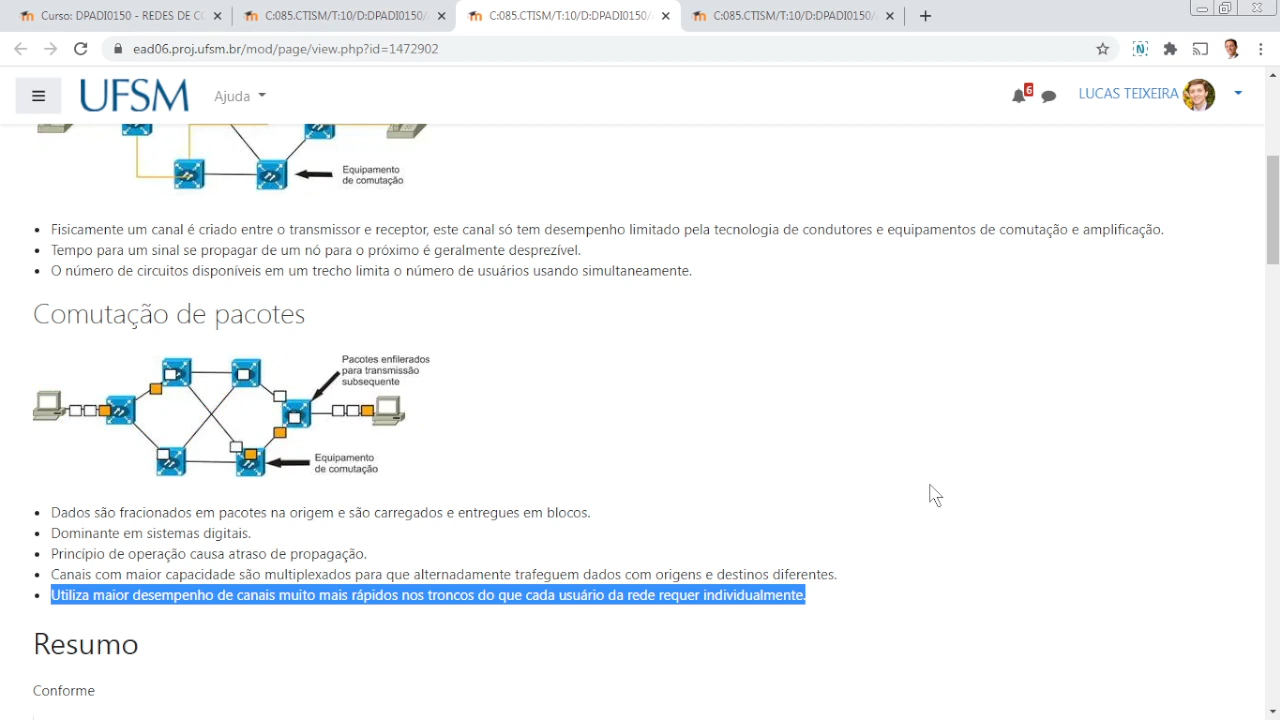 Curso: DPADI0150 - REDES DE CO
C:085.CTISM/T:10/D:DPADI0150/
C:085.CTISM/T:10/D:DPADI0150/
C:085.CTISM/T:10/D:DPADI0150/
ead06.proj.ufsm.br/mod/page/view.php?id=1472902
UFSM
Ajuda
6
LUCAS TEIXEIRA
Equipamento
de comutação
Fisicamente um canal é criado entre o transmissor e receptor, este canal só tem desempenho limitado pela tecnologia de condutores e equipamentos de comutação e amplificação.
Tempo para um sinal se propagar de um nó para o próximo é geralmente desprezível.
O número de circuitos disponíveis em um trecho limita o número de usuários usando simultaneamente.
Comutação de pacotes
Pacotes enfilerados
para transmissão
subsequente
Equipamento
de comutação
Dados são fracionados em pacotes na origem e são carregados e entregues em blocos.
Dominante em sistemas digitais.
Princípio de operação causa atraso de propagação.
Canais com maior capacidade são multiplexados para que alternadamente trafeguem dados com origens e destinos diferentes.
Utiliza maior desempenho de canais muito mais rápidos nos troncos do que cada usuário da rede requer individualmente.
Resumo
Conforme